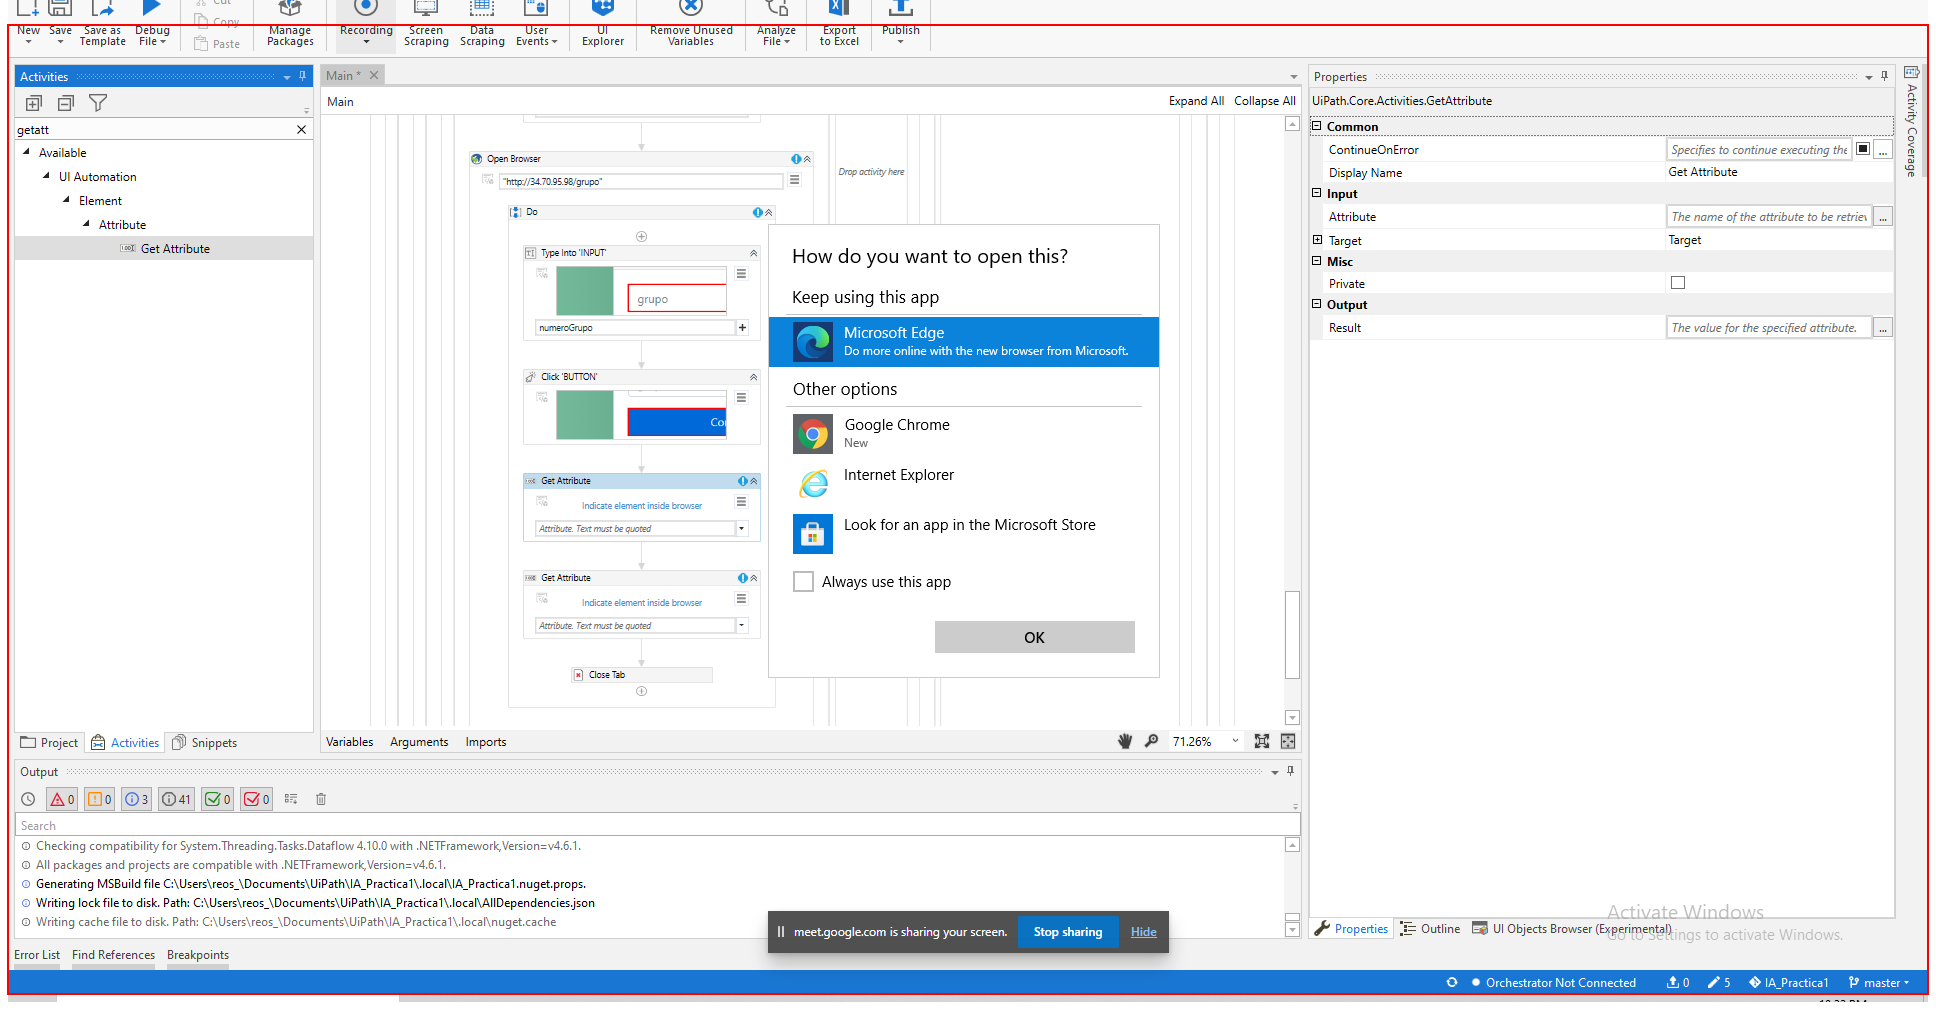 New
Save
Save as Template
Debug File
Cut
Copy
Paste
Manage Packages
Recording
Screen Scraping
Data Scraping
User Events
UI Explorer
Remove Unused Variables
Analyze File
Export to Excel
Publish
Activities
getatt
Available
UI Automation
Element
Attribute
Get Attribute
Project
Activities
Snippets
Main *
Main
Expand All
Collapse All
Open Browser
"http://34.70.95.98/grupo"
Do
Type Into 'INPUT'
grupo
numeroGrupo
Click 'BUTTON'
Get Attribute
Indicate element inside browser
Attribute. Text must be quoted
Get Attribute
Indicate element inside browser
Attribute. Text must be quoted
Close Tab
Drop activity here
How do you want to open this?
Keep using this app
Microsoft Edge
Do more online with the new browser from Microsoft.
Other options
Google Chrome
New
Internet Explorer
Look for an app in the Microsoft Store
Always use this app
OK
Variables
Arguments
Imports
71.26%
Properties
UiPath.Core.Activities.GetAttribute
Common
ContinueOnError
Specifies to continue executing the
...
Display Name
Get Attribute
Input
Attribute
The name of the attribute to be retriev
...
Target
Target
Misc
Private
Output
Result
The value for the specified attribute.
...
Activity Coverage
Output
0
0
3
41
0
0
Search
Checking compatibility for System.Threading.Tasks.Dataflow 4.10.0 with .NETFramework,Version=v4.6.1.
All packages and projects are compatible with .NETFramework,Version=v4.6.1.
Generating MSBuild file C:\Users\reos_\Documents\UiPath\IA_Practica1\.local\IA_Practica1.nuget.props.
Writing lock file to disk. Path: C:\Users\reos_\Documents\UiPath\IA_Practica1\.local\AllDependencies.json
Writing cache file to disk. Path: C:\Users\reos_\Documents\UiPath\IA_Practica1\.local\nuget.cache
meet.google.com is sharing your screen.
Stop sharing
Hide
Activate Windows
Go to Settings to activate Windows.
Properties
Outline
UI Objects Browser (Experimental)
Error List
Find References
Breakpoints
Orchestrator Not Connected
0
5
IA_Practica1
master